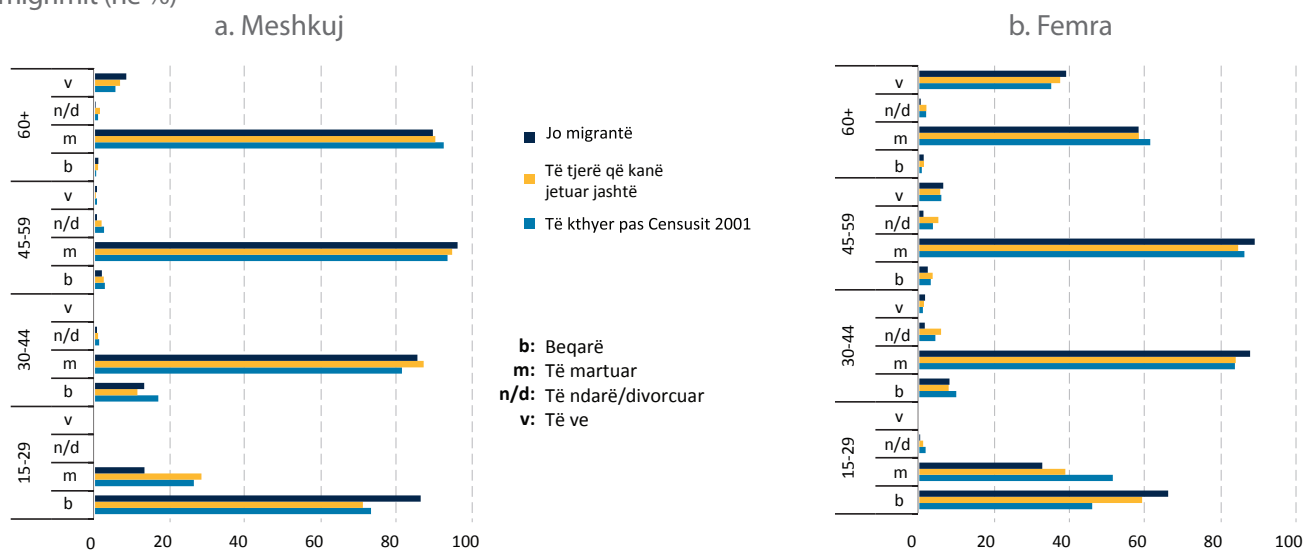 migrimit (në %)
a. Meshkuj
60+
v
n/d
m
b
45-59
v
n/d
m
b
30-44
v
n/d
m
b
15-29
v
n/d
m
b
0 20 40 60 80 100
Jo migrantë
Të tjerë që kanë
jetuar jashtë
Të kthyer pas Censusit 2001
b: Beqarë
m: Të martuar
n/d: Të ndarë/divorcuar
v: Të ve
b. Femra
60+
v
n/d
m
b
45-59
v
n/d
m
b
30-44
v
n/d
m
b
15-29
v
n/d
m
b
0 20 40 60 80 100